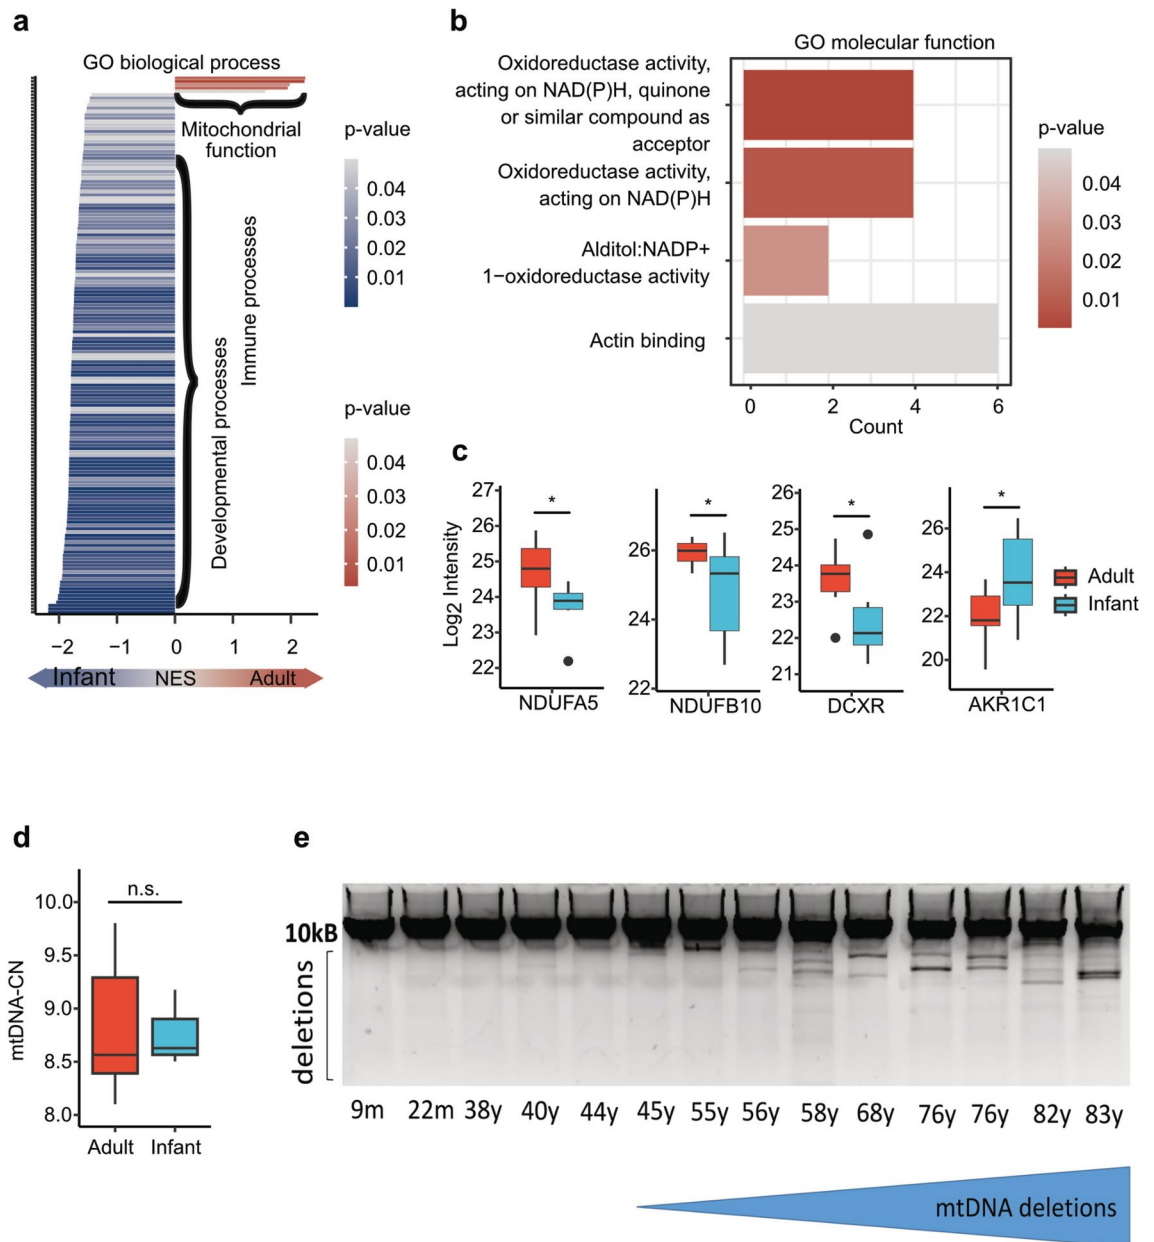 a
GO biological process
Mitochondrial
function
Developmental processes
Immune processes
p-value
0.04
0.03
0.02
0.01
p-value
0.04
0.03
0.02
0.01
−2 −1 0 1 2
Infant NES Adult
b
GO molecular function
Oxidoreductase activity,
acting on NAD(P)H, quinone
or similar compound as
acceptor
Oxidoreductase activity,
acting on NAD(P)H
Alditol:NADP+
1−oxidoreductase activity
Actin binding
0 2 4 6
Count
p-value
0.04
0.03
0.02
0.01
c
Log2 Intensity
27
26
25
24
23
22
*
NDUFA5
26
24
22
*
NDUFB10
26
25
24
23
22
21
*
DCXR
26
24
22
20
*
AKR1C1
Adult
Infant
d
mtDNA-CN
10.0
9.5
9.0
8.5
8.0
n.s.
Adult Infant
e
10kB
deletions
9m 22m 38y 40y 44y 45y 55y 56y 58y 68y 76y 76y 82y 83y
mtDNA deletions